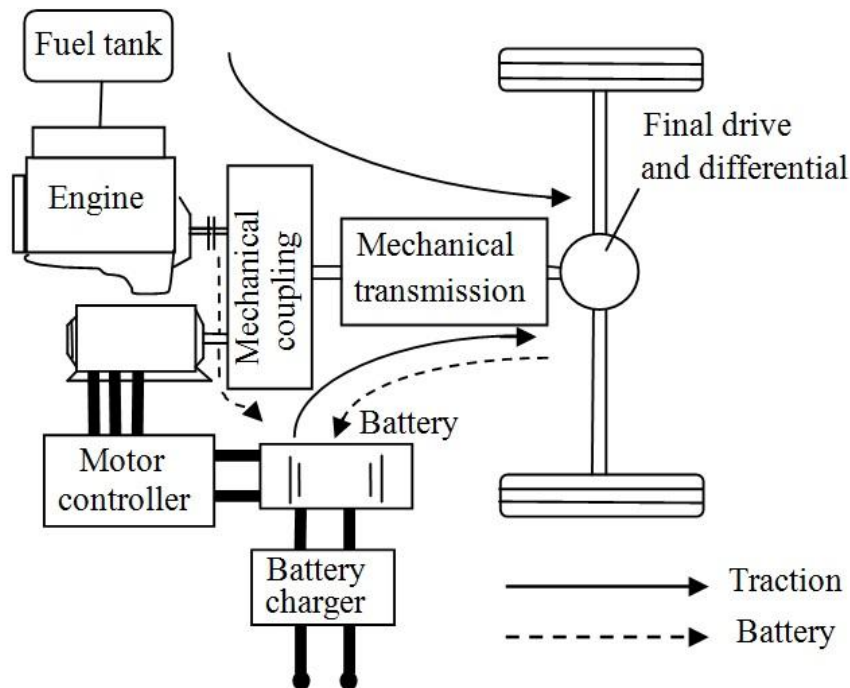 Fuel tank
Engine
Mechanical
coupling
Mechanical
transmission
Final drive
and differential
Battery
Motor
controller
Battery
charger
Traction
Battery